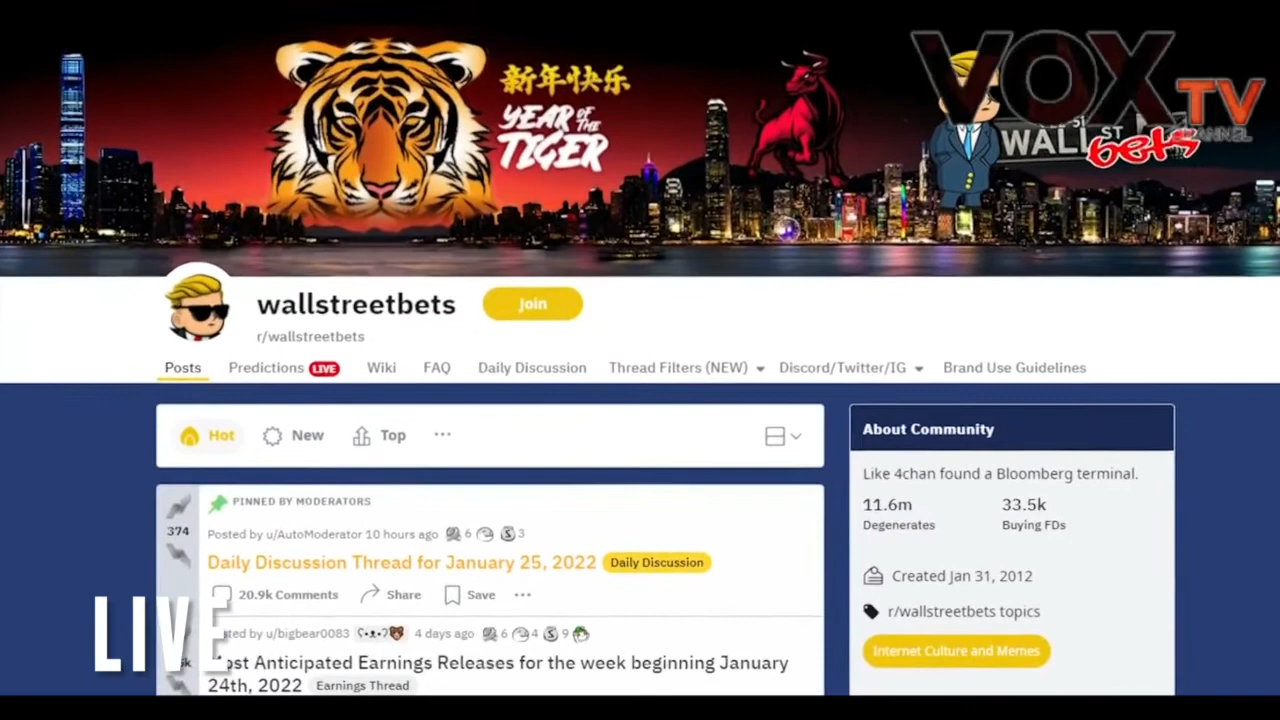 VOX
TV
CHANNEL
新年快乐
YEAR OF THE
TIGER
WALL ST
bets
wallstreetbets
Join
r/wallstreetbets
Posts
Predictions LIVE
Wiki
FAQ
Daily Discussion
Thread Filters (NEW)
Discord/Twitter/IG
Brand Use Guidelines
Hot
New
Top
...
About Community
Like 4chan found a Bloomberg terminal.
11.6m
33.5k
Degenerates
Buying FDs
Created Jan 31, 2012
r/wallstreetbets topics
Internet Culture and Memes
PINNED BY MODERATORS
374
Posted by u/AutoModerator 10 hours ago 6 3
Daily Discussion Thread for January 25, 2022 Daily Discussion
20.9k Comments Share Save ...
LIVE
u/bigbear0083 4 days ago 6 4 9
Most Anticipated Earnings Releases for the week beginning January
24th, 2022 Earnings Thread